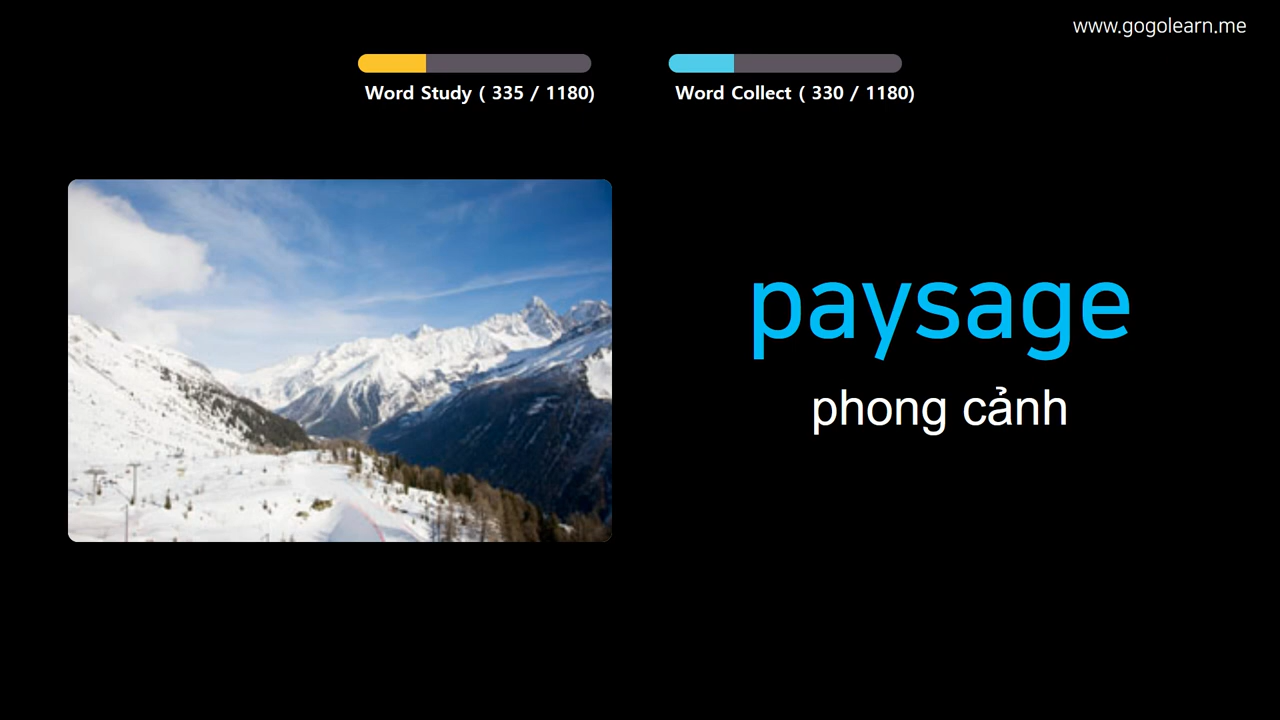 www.gogolearn.me
Word Study ( 335 / 1180)
Word Collect ( 330 / 1180)
paysage
phong cảnh